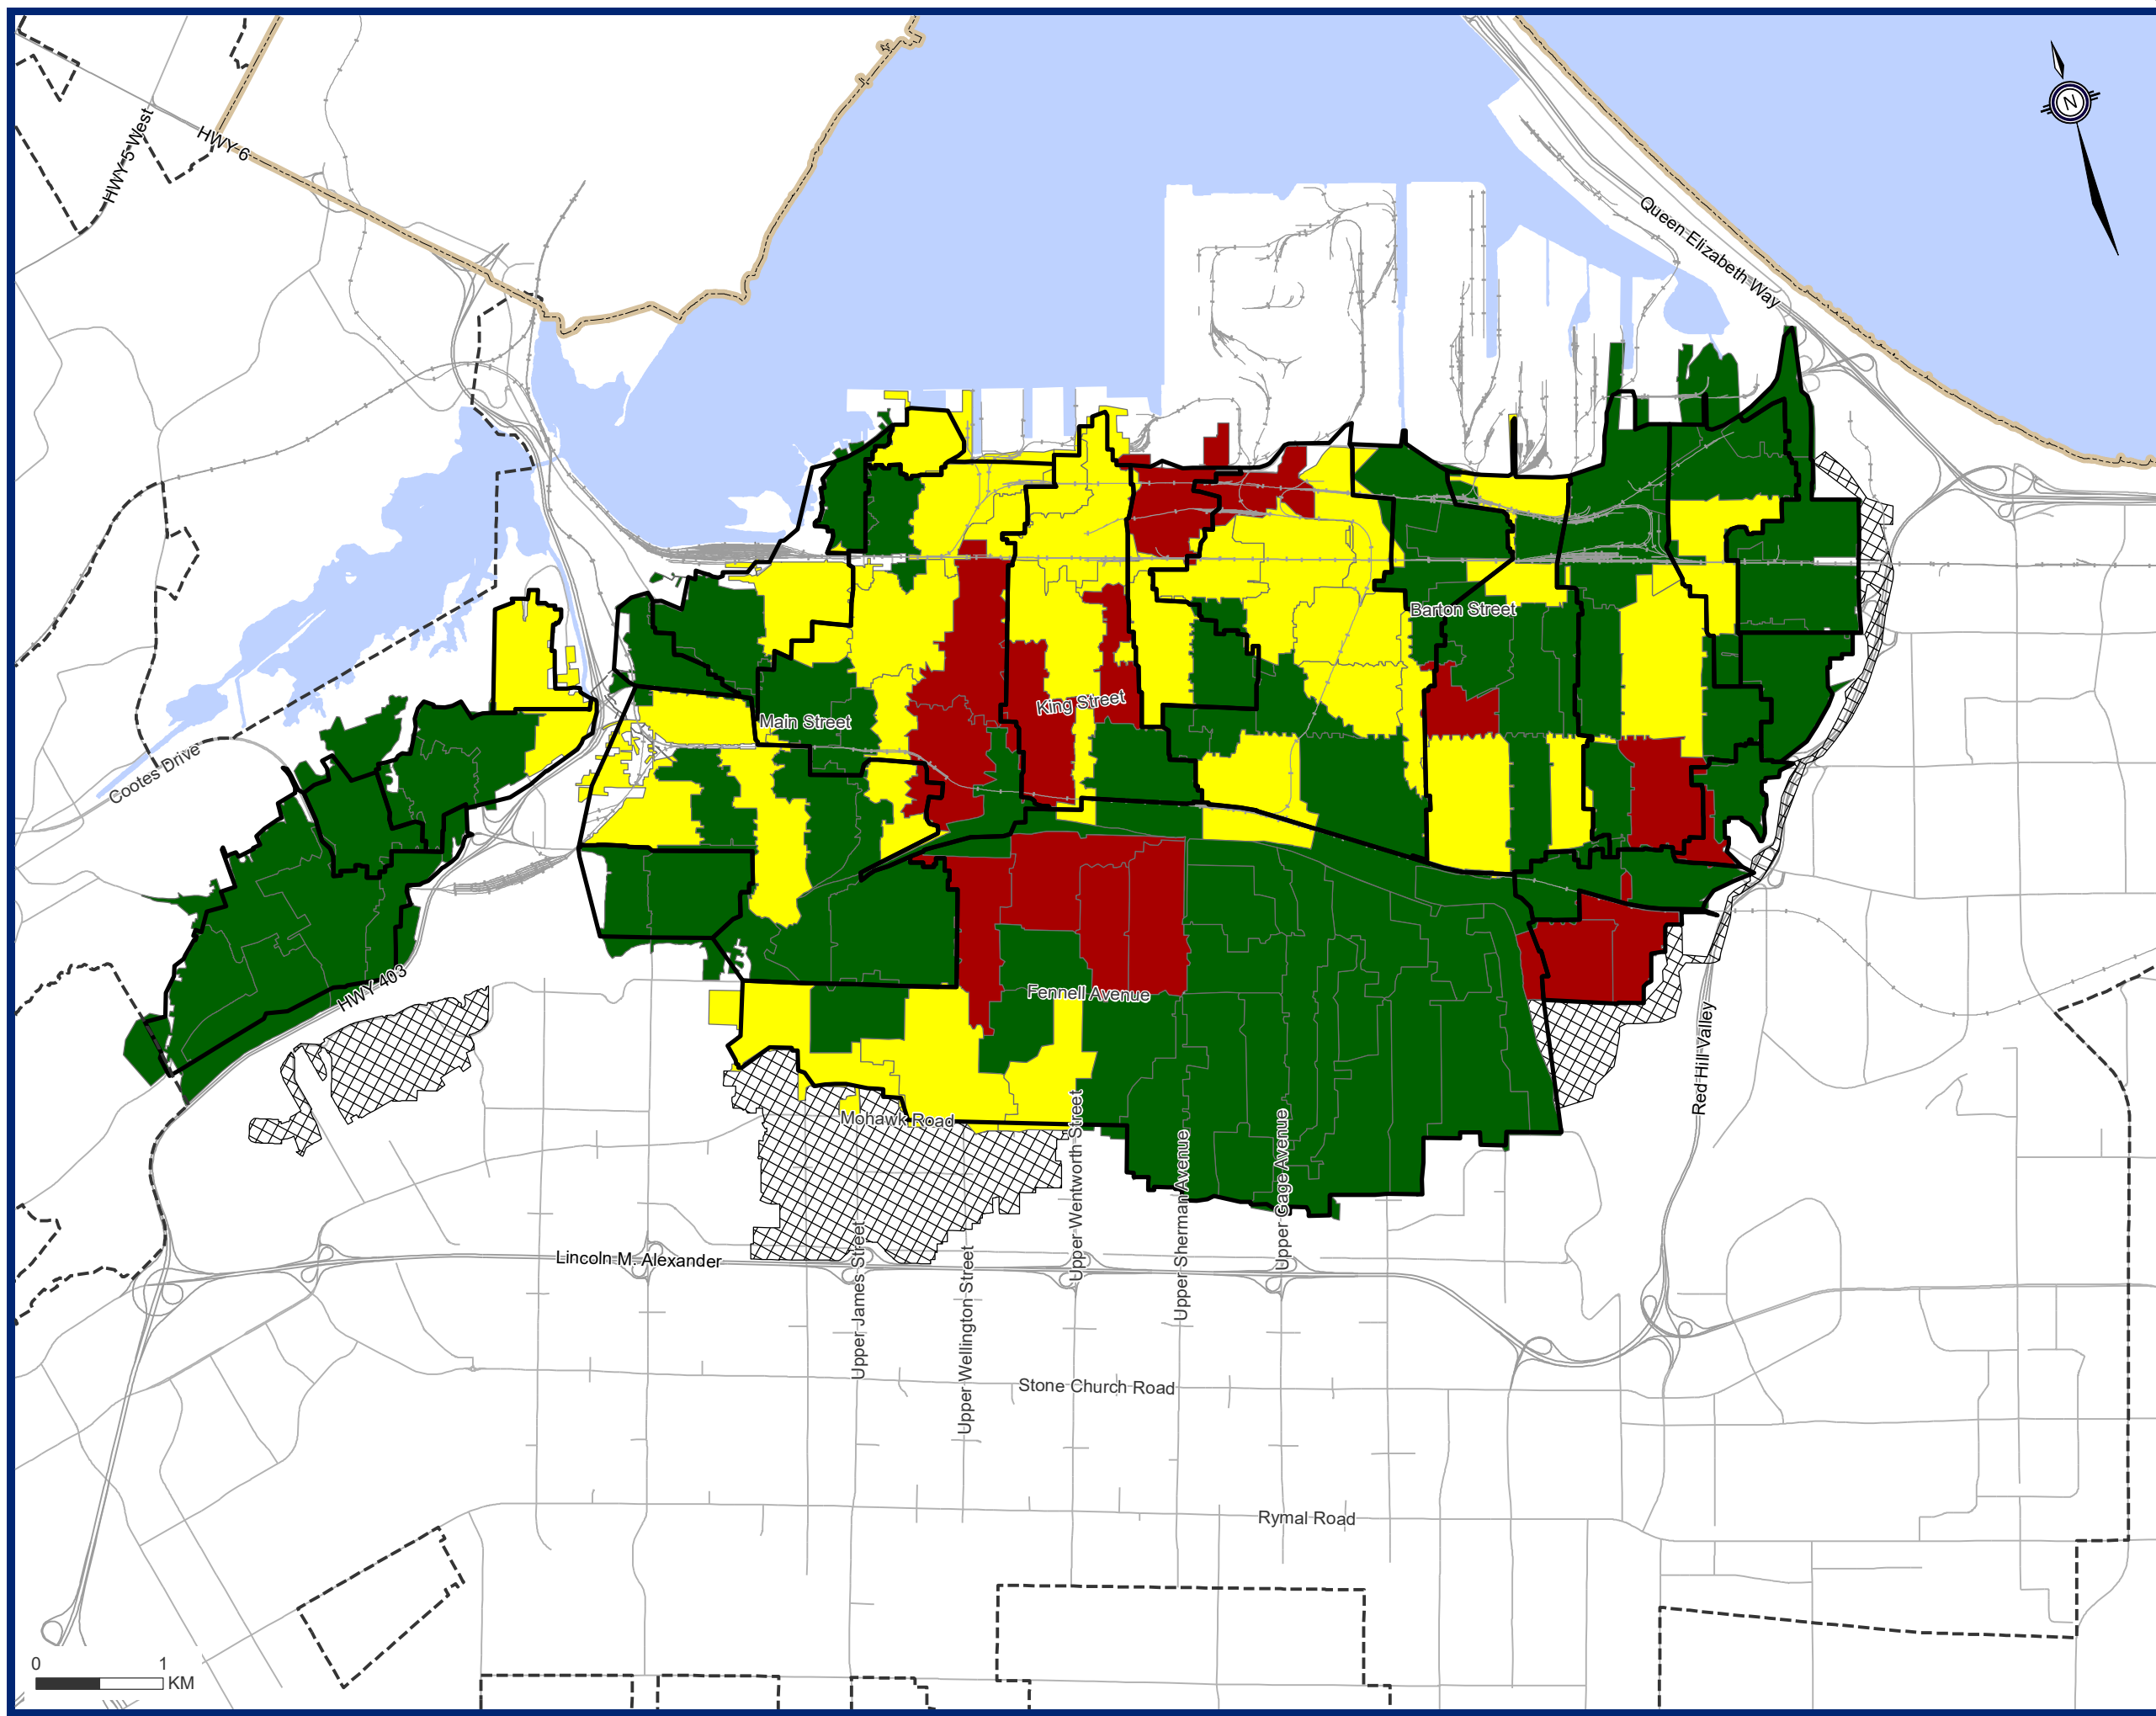 N
HWY 5 West
HWY 6
Queen Elizabeth Way
Barton Street
King Street
Main Street
Cootes Drive
HWY 403
Fennell Avenue
Red Hill Valley
Mohawk Road
Upper Wentworth Street
Upper Sherman Avenue
Upper Gage Avenue
Lincoln M. Alexander
Upper James Street
Upper Wellington Street
Stone Church Road
Rymal Road
0 1
KM